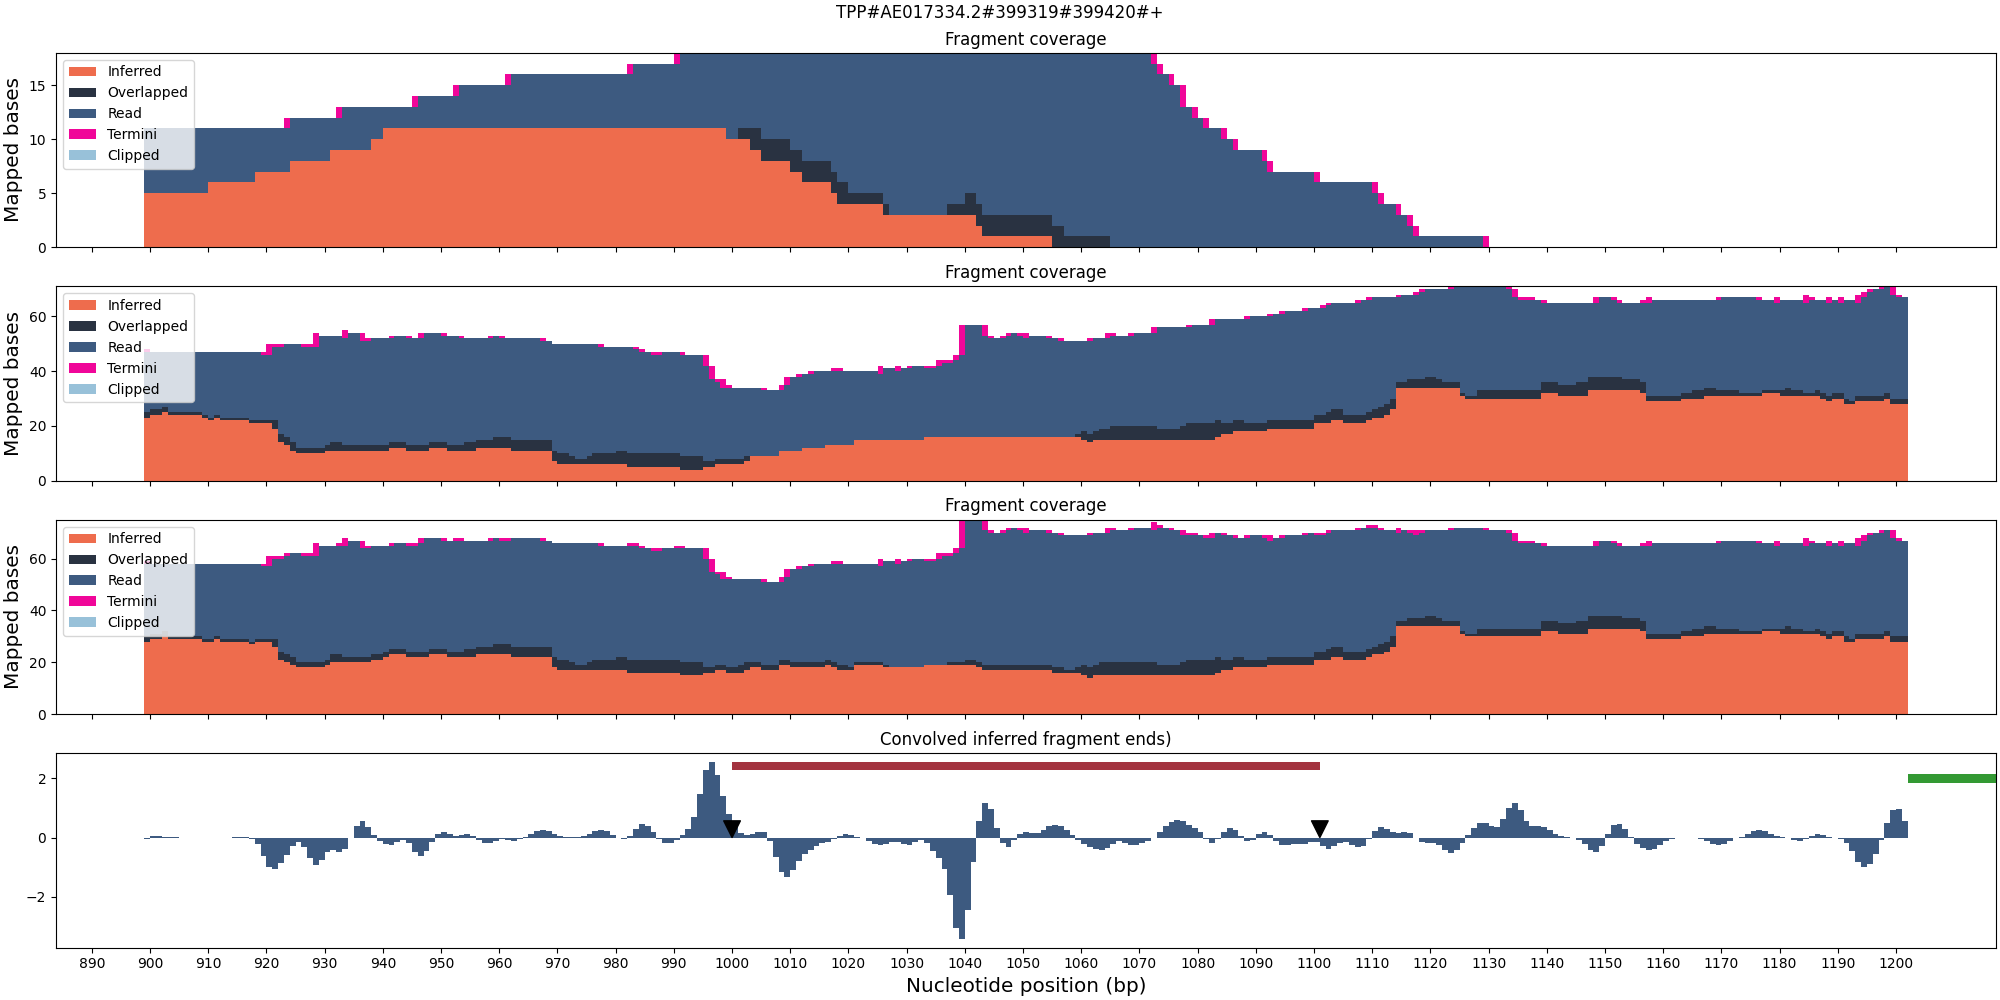 TPP#AE017334.2#399319#399420#+
Fragment coverage
Mapped bases
15
10
5
0
Inferred
Overlapped
Read
Termini
Clipped
Fragment coverage
Mapped bases
60
40
20
0
Inferred
Overlapped
Read
Termini
Clipped
Fragment coverage
Mapped bases
60
40
20
0
Inferred
Overlapped
Read
Termini
Clipped
Convolved inferred fragment ends)
2
0
−2
890 900 910 920 930 940 950 960 970 980 990 1000 1010 1020 1030 1040 1050 1060 1070 1080 1090 1100 1110 1120 1130 1140 1150 1160 1170 1180 1190 1200
Nucleotide position (bp)